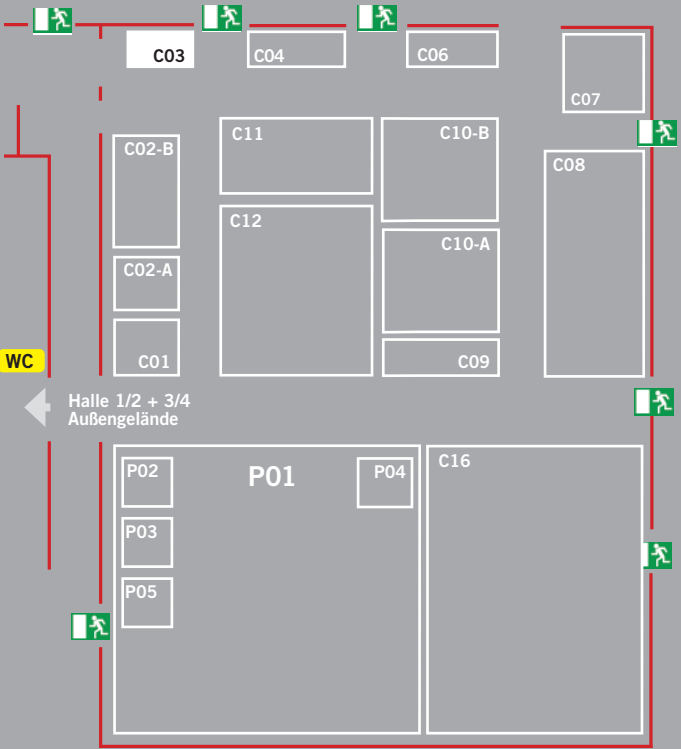 C03
C04
C06
C07
C02-B
C11
C10-B
C08
C12
C10-A
C02-A
C01
C09
WC
Halle 1/2 + 3/4
Außengelände
P02
P01
P04
C16
P03
P05